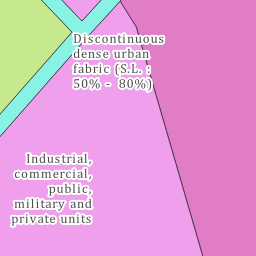 Discontinuous
dense urban
fabric (S.L. :
50% -  80%)
Industrial,
commercial,
public,
military and
private units